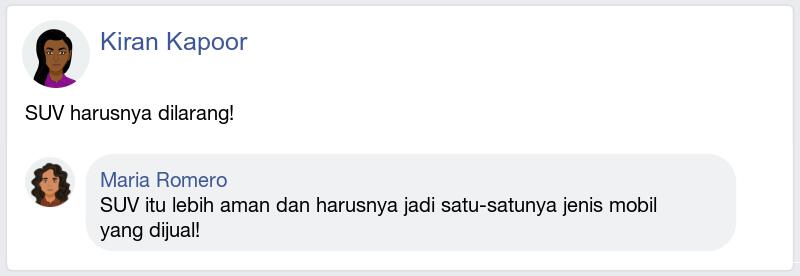 Kiran Kapoor
SUV harusnya dilarang!
Maria Romero
SUV itu lebih aman dan harusnya jadi satu-satunya jenis mobil
yang dijual!